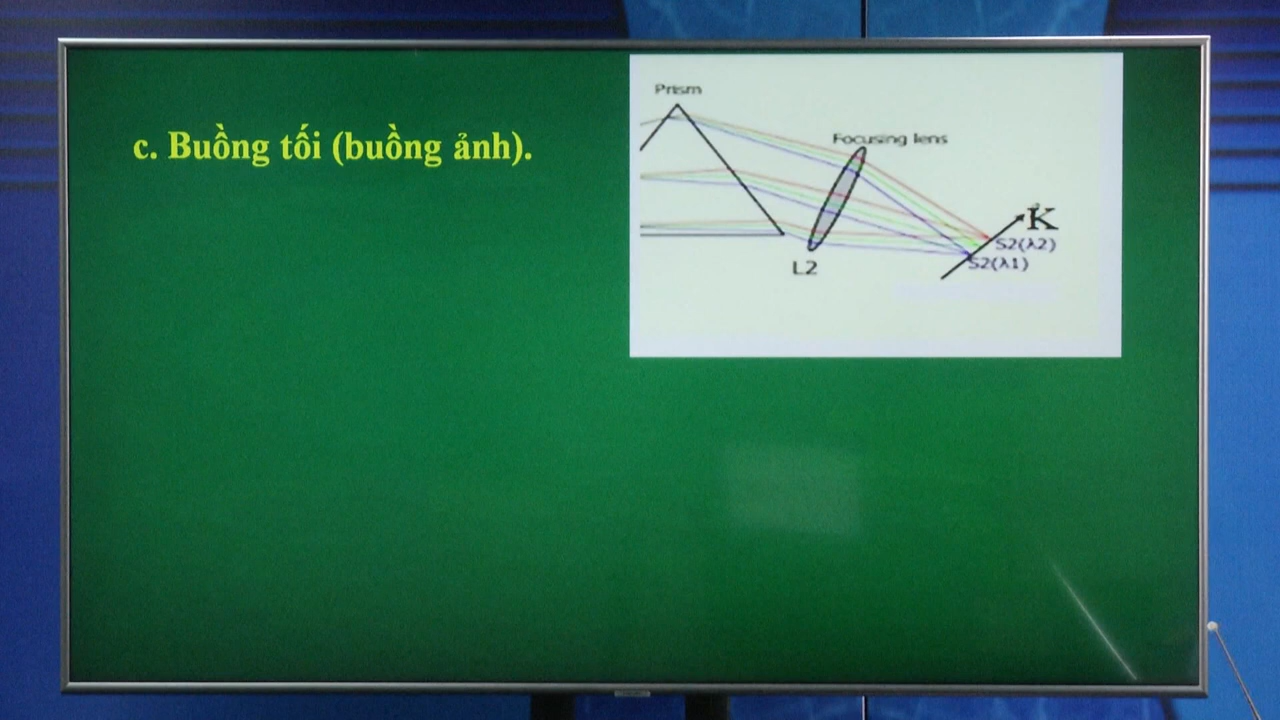 c. Buồng tối (buồng ảnh).
Prism
Focusing lens
K
S2(λ2)
S2(λ1)
L2